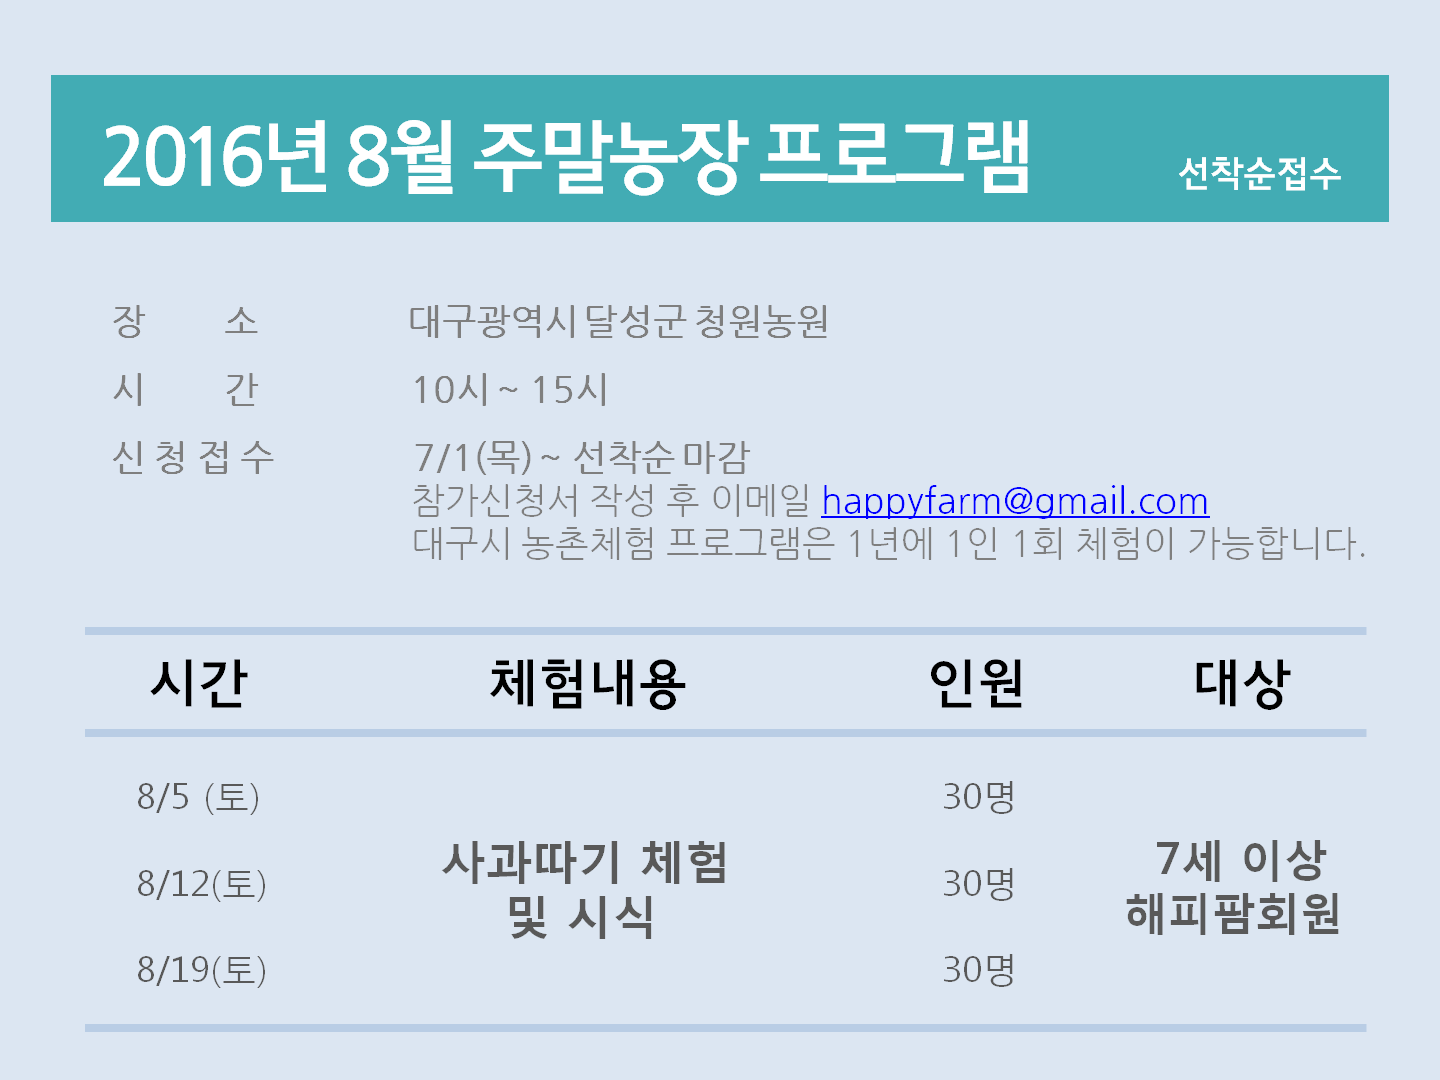 2016년 8월 주말농장 프로그램 선착순접수
장 소 대구광역시 달성군 청원농원
시 간 10시 ~ 15시
신 청 접 수 7/1(목) ~ 선착순 마감
참가신청서 작성 후 이메일 happyfarm@gmail.com
대구시 농촌체험 프로그램은 1년에 1인 1회 체험이 가능합니다.
시간 체험내용 인원 대상
8/5 (토) 30명
사과따기 체험 7세 이상
8/12(토) 30명
및 시식 해피팜회원
8/19(토) 30명